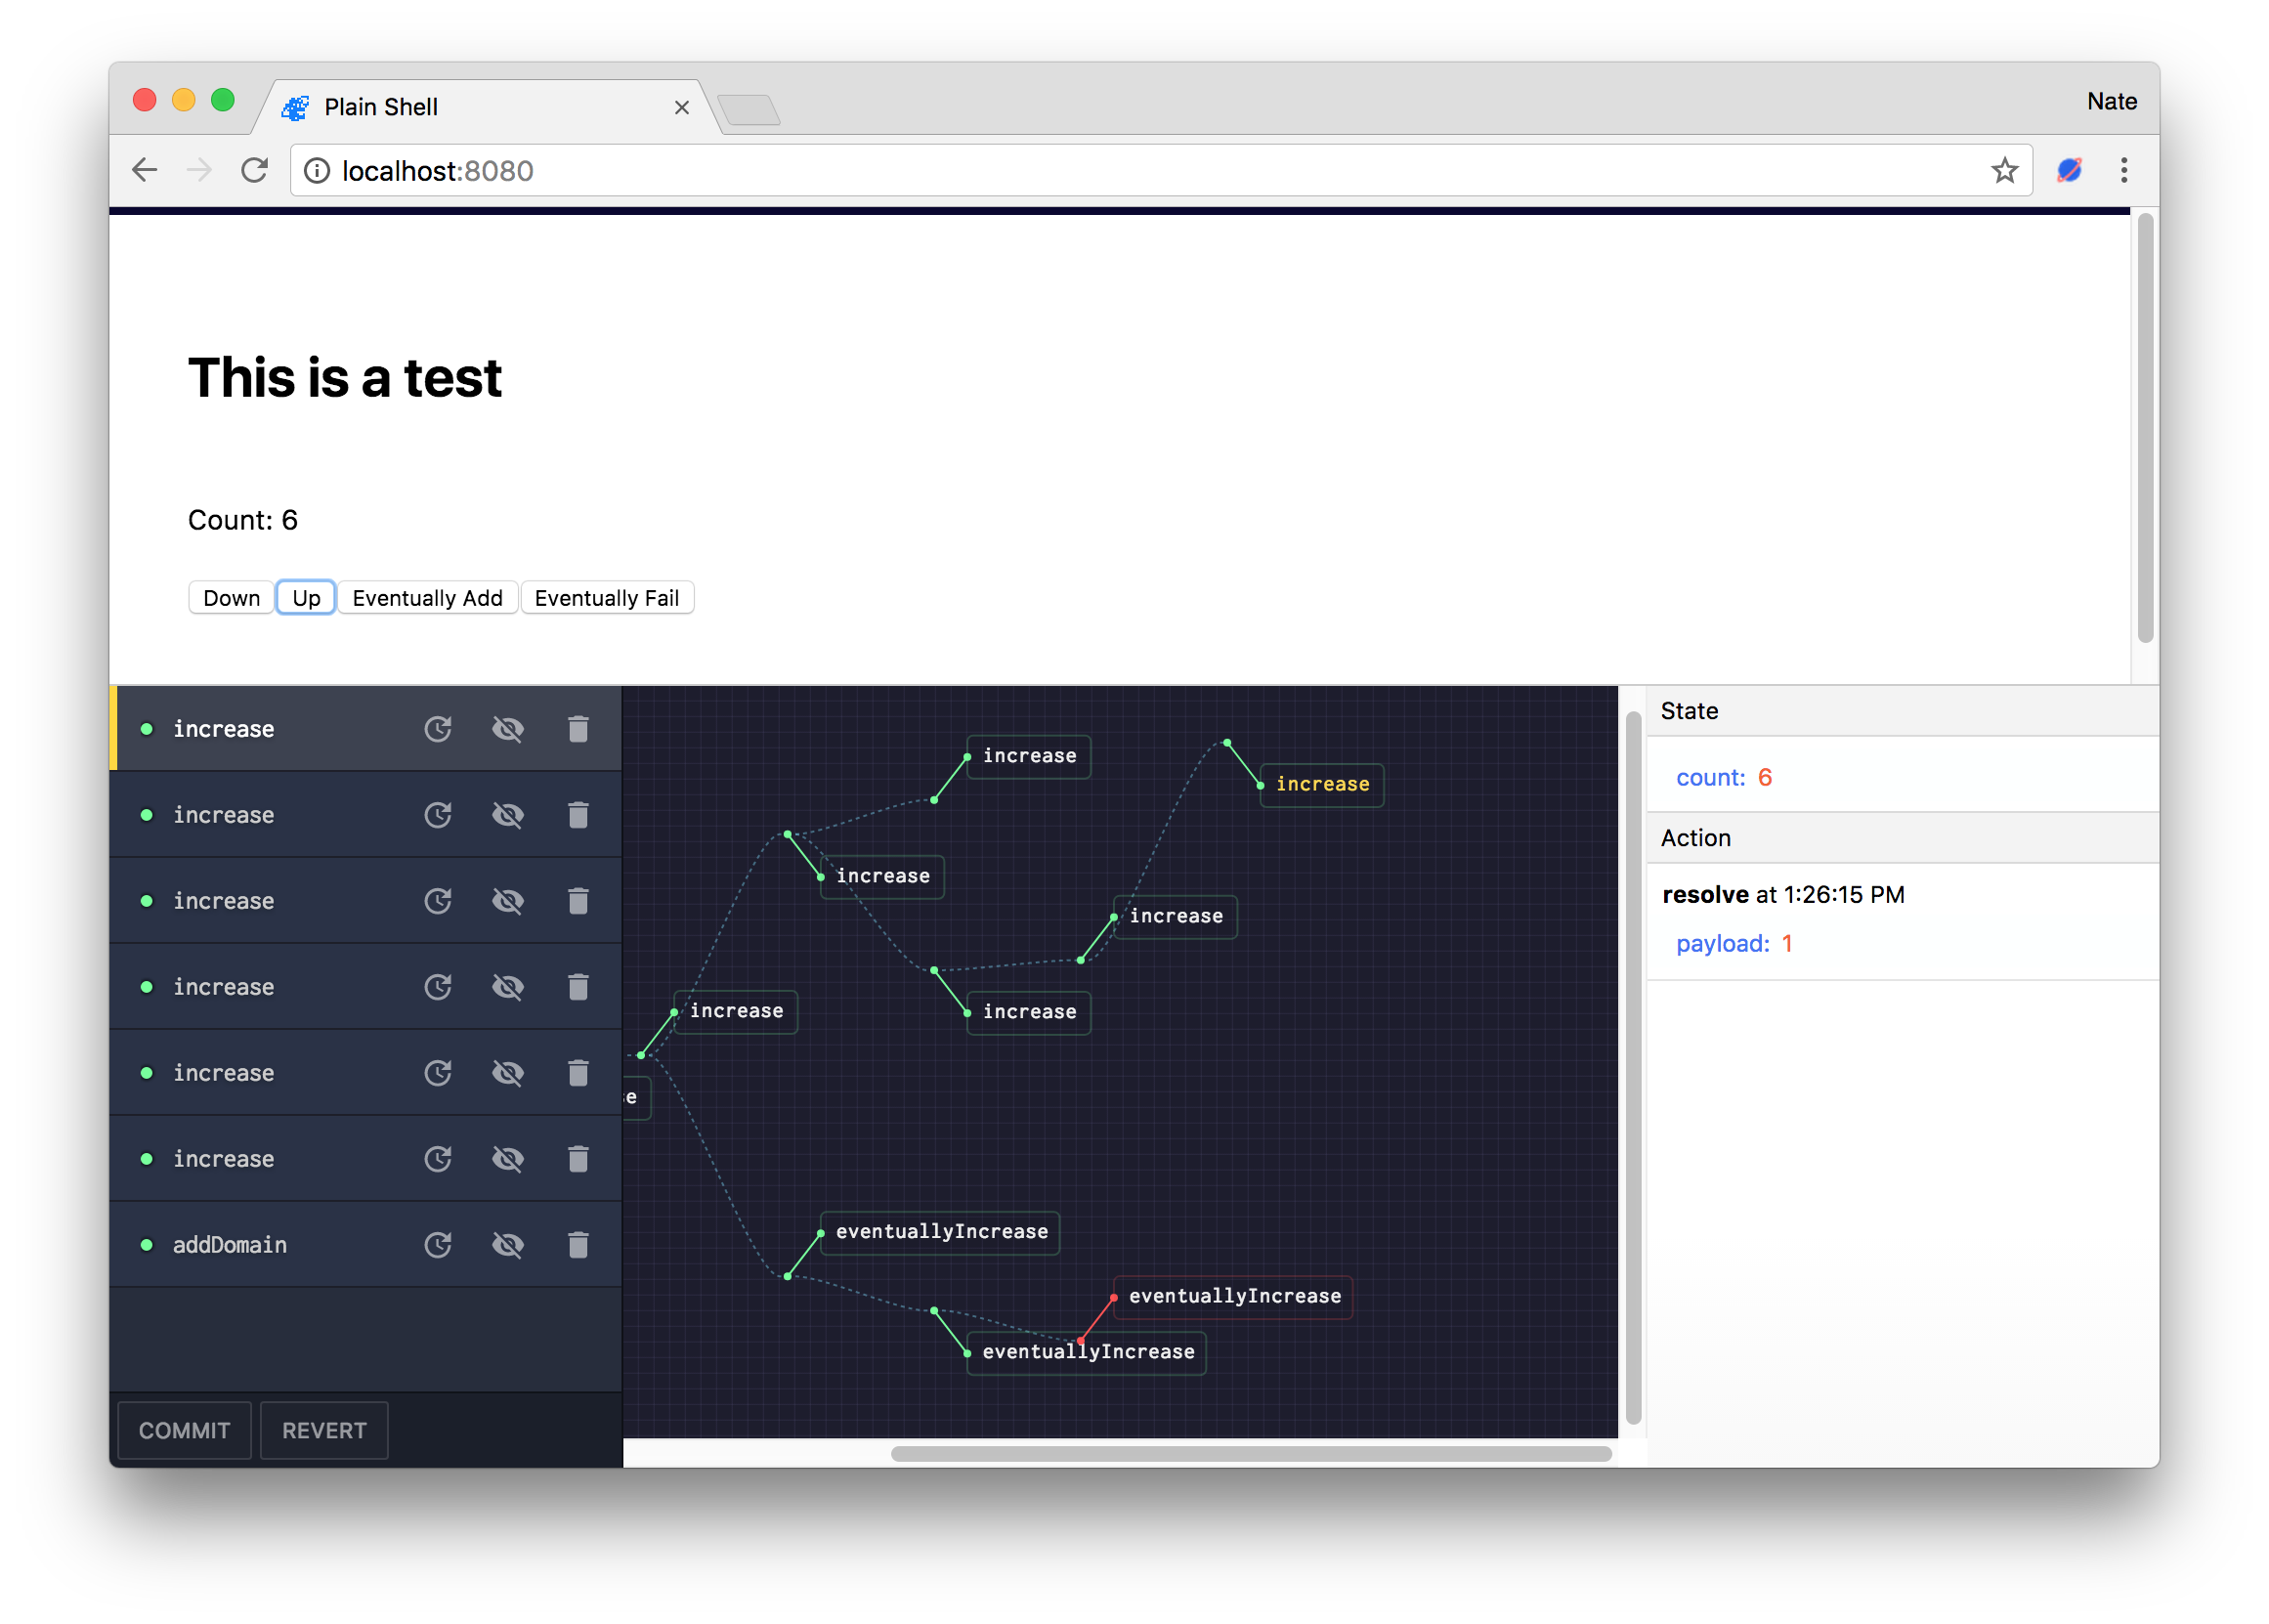 Plain Shell
Nate
localhost:8080
This is a test
Count: 6
Down Up Eventually Add Eventually Fail
increase
increase
increase
increase
increase
increase
addDomain
COMMIT REVERT
increase
increase
increase
increase
increase
increase
eventuallyIncrease
eventuallyIncrease
eventuallyIncrease
State
count: 6
Action
resolve at 1:26:15 PM
payload: 1